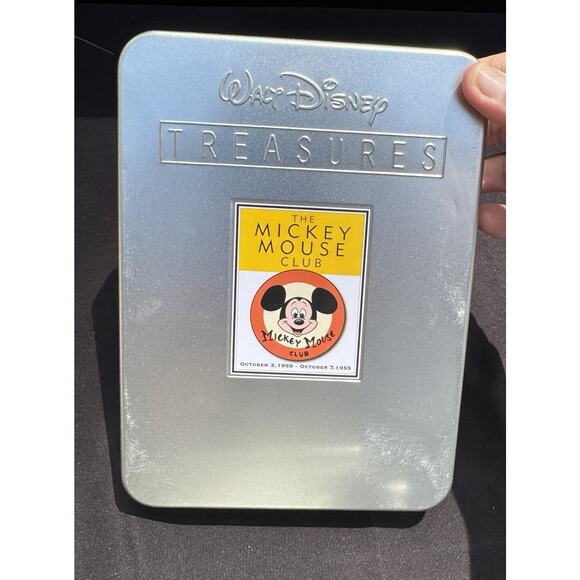 WALT DISNEY
TREASURES
THE
MICKEY
MOUSE
CLUB
MICKEY MOUSE
CLUB
OCTOBER 3, 1955 - OCTOBER 7, 1955